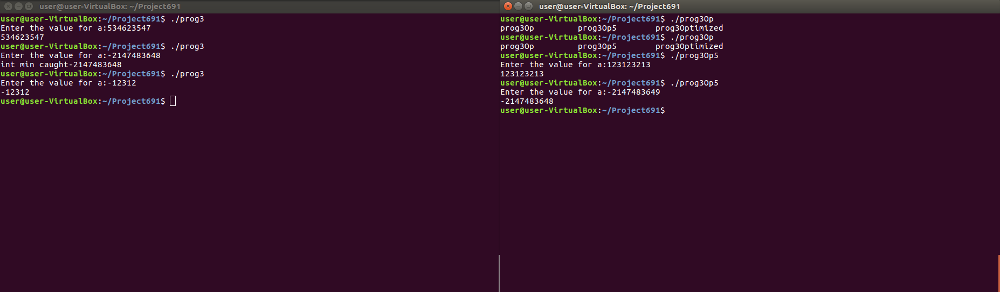 user@user-VirtualBox: ~/Project691
user@user-VirtualBox:~/Project691$ ./prog3
Enter the value for a:534623547
534623547
user@user-VirtualBox:~/Project691$ ./prog3
Enter the value for a:-2147483648
int min caught-2147483648
user@user-VirtualBox:~/Project691$ ./prog3
Enter the value for a:-12312
-12312
user@user-VirtualBox:~/Project691$
user@user-VirtualBox: ~/Project691
user@user-VirtualBox:~/Project691$ ./prog3Op
prog3Op         prog3Op5        prog3Optimized
user@user-VirtualBox:~/Project691$ ./prog3Op
prog3Op         prog3Op5        prog3Optimized
user@user-VirtualBox:~/Project691$ ./prog3Op5
Enter the value for a:123123213
123123213
user@user-VirtualBox:~/Project691$ ./prog3Op5
Enter the value for a:-2147483649
-2147483648
user@user-VirtualBox:~/Project691$